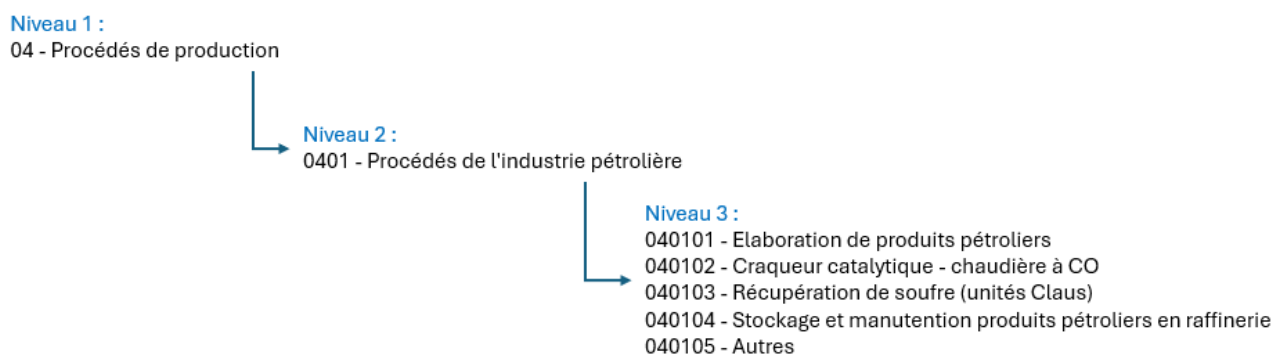 Niveau 1 :
04 - Procédés de production
Niveau 2 :
0401 - Procédés de l'industrie pétrolière
Niveau 3 :
040101 - Elaboration de produits pétroliers
040102 - Craqueur catalytique - chaudière à CO
040103 - Récupération de soufre (unités Claus)
040104 - Stockage et manutention produits pétroliers en raffinerie
040105 - Autres